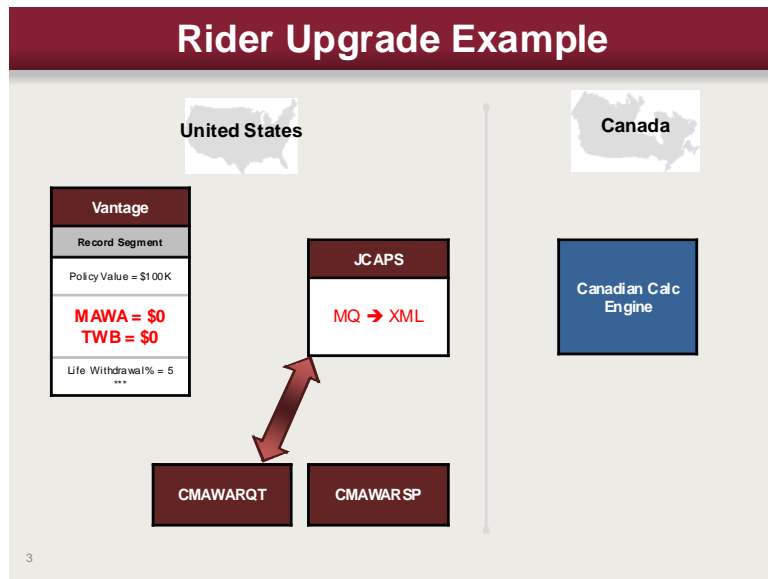 Rider Upgrade Example
United States
Canada
Vantage
Record Segment
Policy Value = $100K
MAWA = $0
TWB = $0
Life Withdrawal% = 5
***
JCAPS
MQ ➔ XML
Canadian Calc
Engine
CMAWARQT
CMAWARSP
3